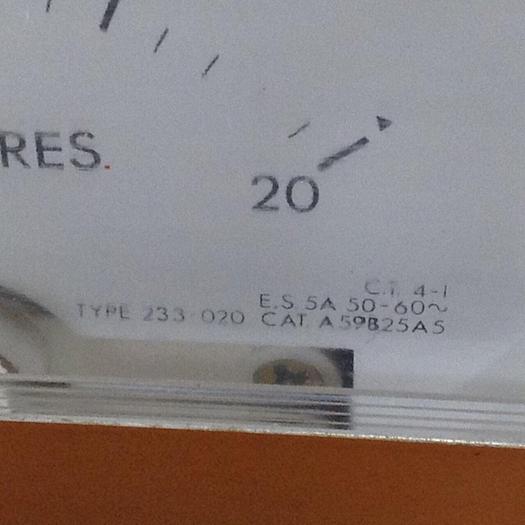 RES.
20
C.T. 4-1
E.S. 5A 50-60~
TYPE 233 020 CAT. A59B25A5